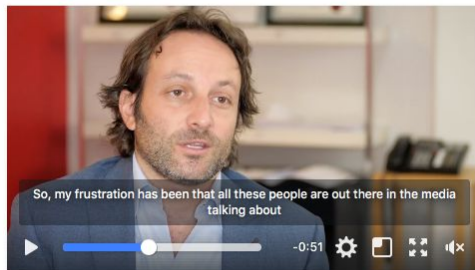 So, my frustration has been that all these people are out there in the media
talking about
-0:51